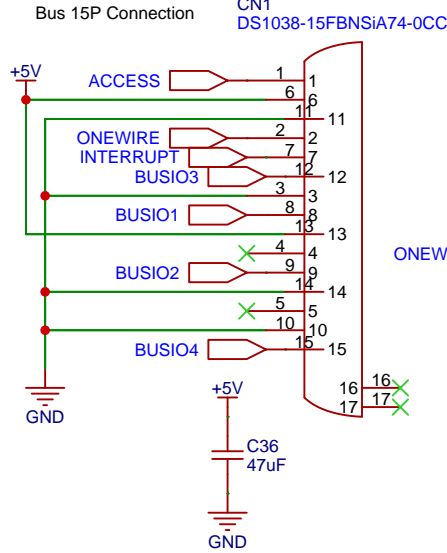 Bus 15P Connection
CN1
DS1038-15FBNSiA74-0CC
+5V
ACCESS 1 1
6 6
11 11
ONEWIRE 2 2
INTERRUPT 7 7
BUSIO3 12 12
3 3
BUSIO1 8 8
13 13
4 4
ONEW
BUSIO2 9 9
14 14
5 5
10 10
BUSIO4 15 15
16 16
17 17
GND
+5V
C36
47uF
GND